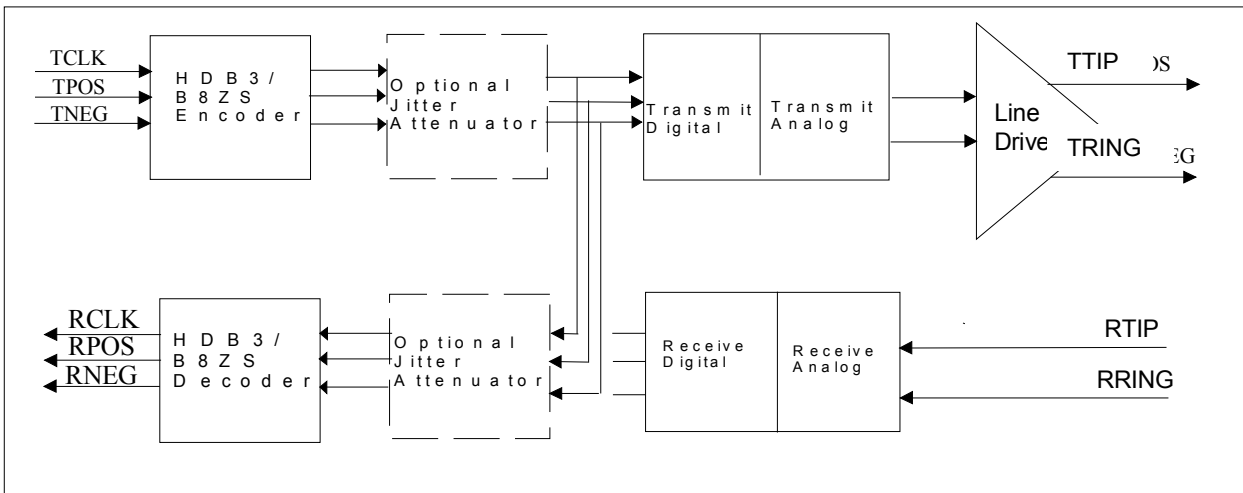 TCLK
TPOS
TNEG
HDB3/
B8ZS
Encoder
Optional
Jitter
Attenuator
Transmit
Digital
Transmit
Analog
Line
Drive
TTIP
TRING
RCLK
RPOS
RNEG
HDB3/
B8ZS
Decoder
Optional
Jitter
Attenuator
Receive
Digital
Receive
Analog
RTIP
RRING